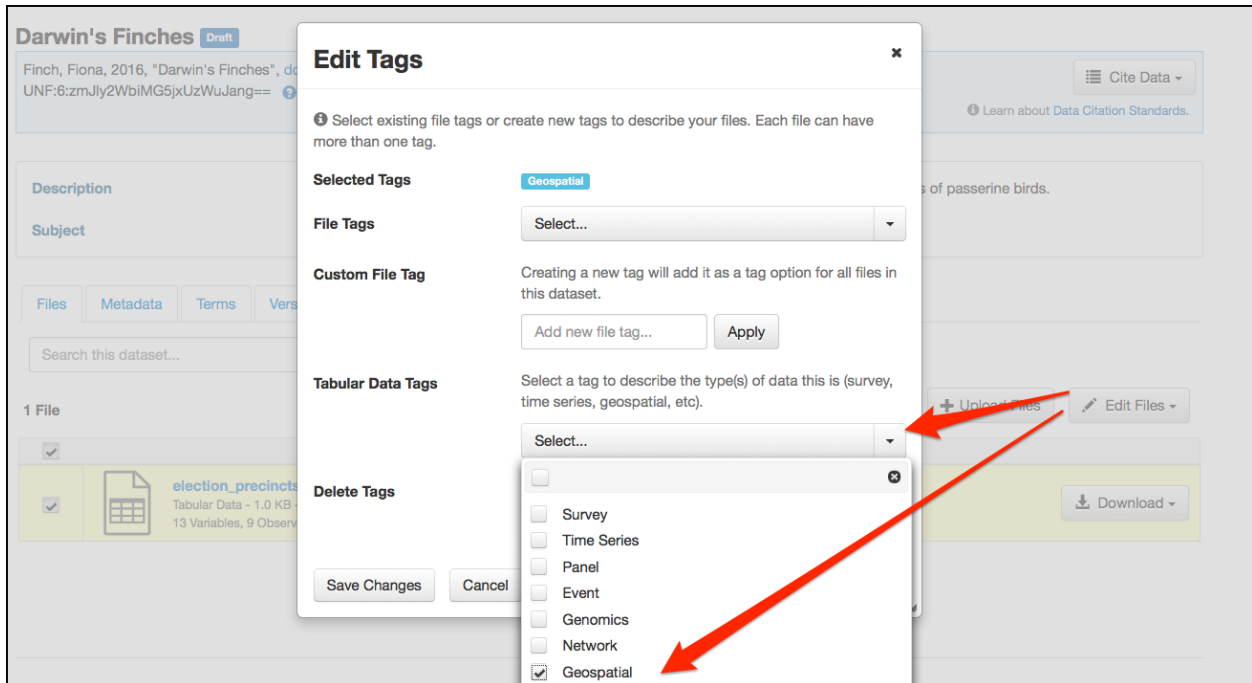 Darwin's Finches Draft
Finch, Fiona, 2016, "Darwin's Finches",
UNF:6:zmJly2WbiMG5jxUzWuJang==
Cite Data
Learn about Data Citation Standards.
Description
s of passerine birds.
Subject
Files Metadata Terms Vers
Search this dataset...
1 File
Upload Files Edit Files
election_precincts
Tabular Data - 1.0 KB -
13 Variables, 9 Observ
Download
Edit Tags
Select existing file tags or create new tags to describe your files. Each file can have
more than one tag.
Selected Tags Geospatial
File Tags Select...
Custom File Tag Creating a new tag will add it as a tag option for all files in
this dataset.
Add new file tag... Apply
Tabular Data Tags Select a tag to describe the type(s) of data this is (survey,
time series, geospatial, etc).
Select...
Delete Tags
Survey
Time Series
Panel
Event
Genomics
Network
Geospatial
Save Changes Cancel